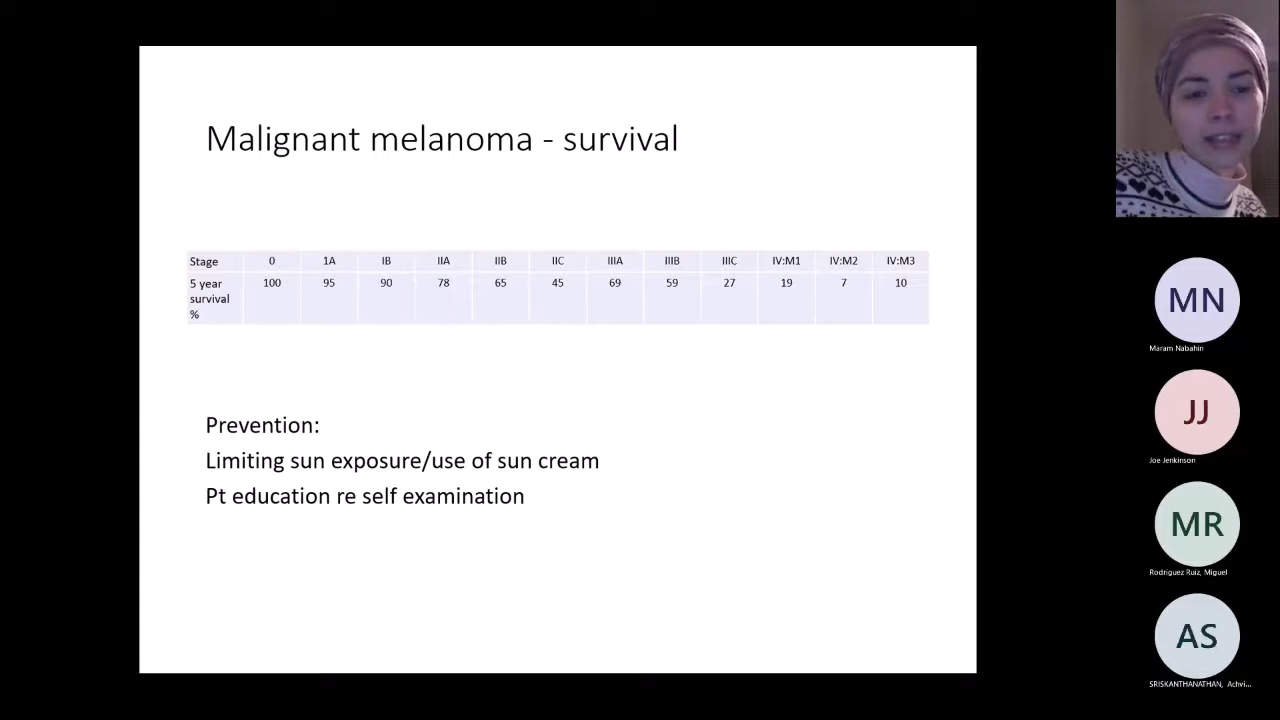 Malignant melanoma - survival
Stage 0 1A IB IIA IIB IIC IIIA IIIB IIIC IV:M1 IV:M2 IV:M3
5 year 100 95 90 78 65 45 69 59 27 19 7 10
survival
%
Prevention:
Limiting sun exposure/use of sun cream
Pt education re self examination
MN
Maram Nabahin
JJ
Joe Jenkinson
MR
Rodriguez Ruiz, Miguel
AS
SRISKANTHANATHAN, Achvi...